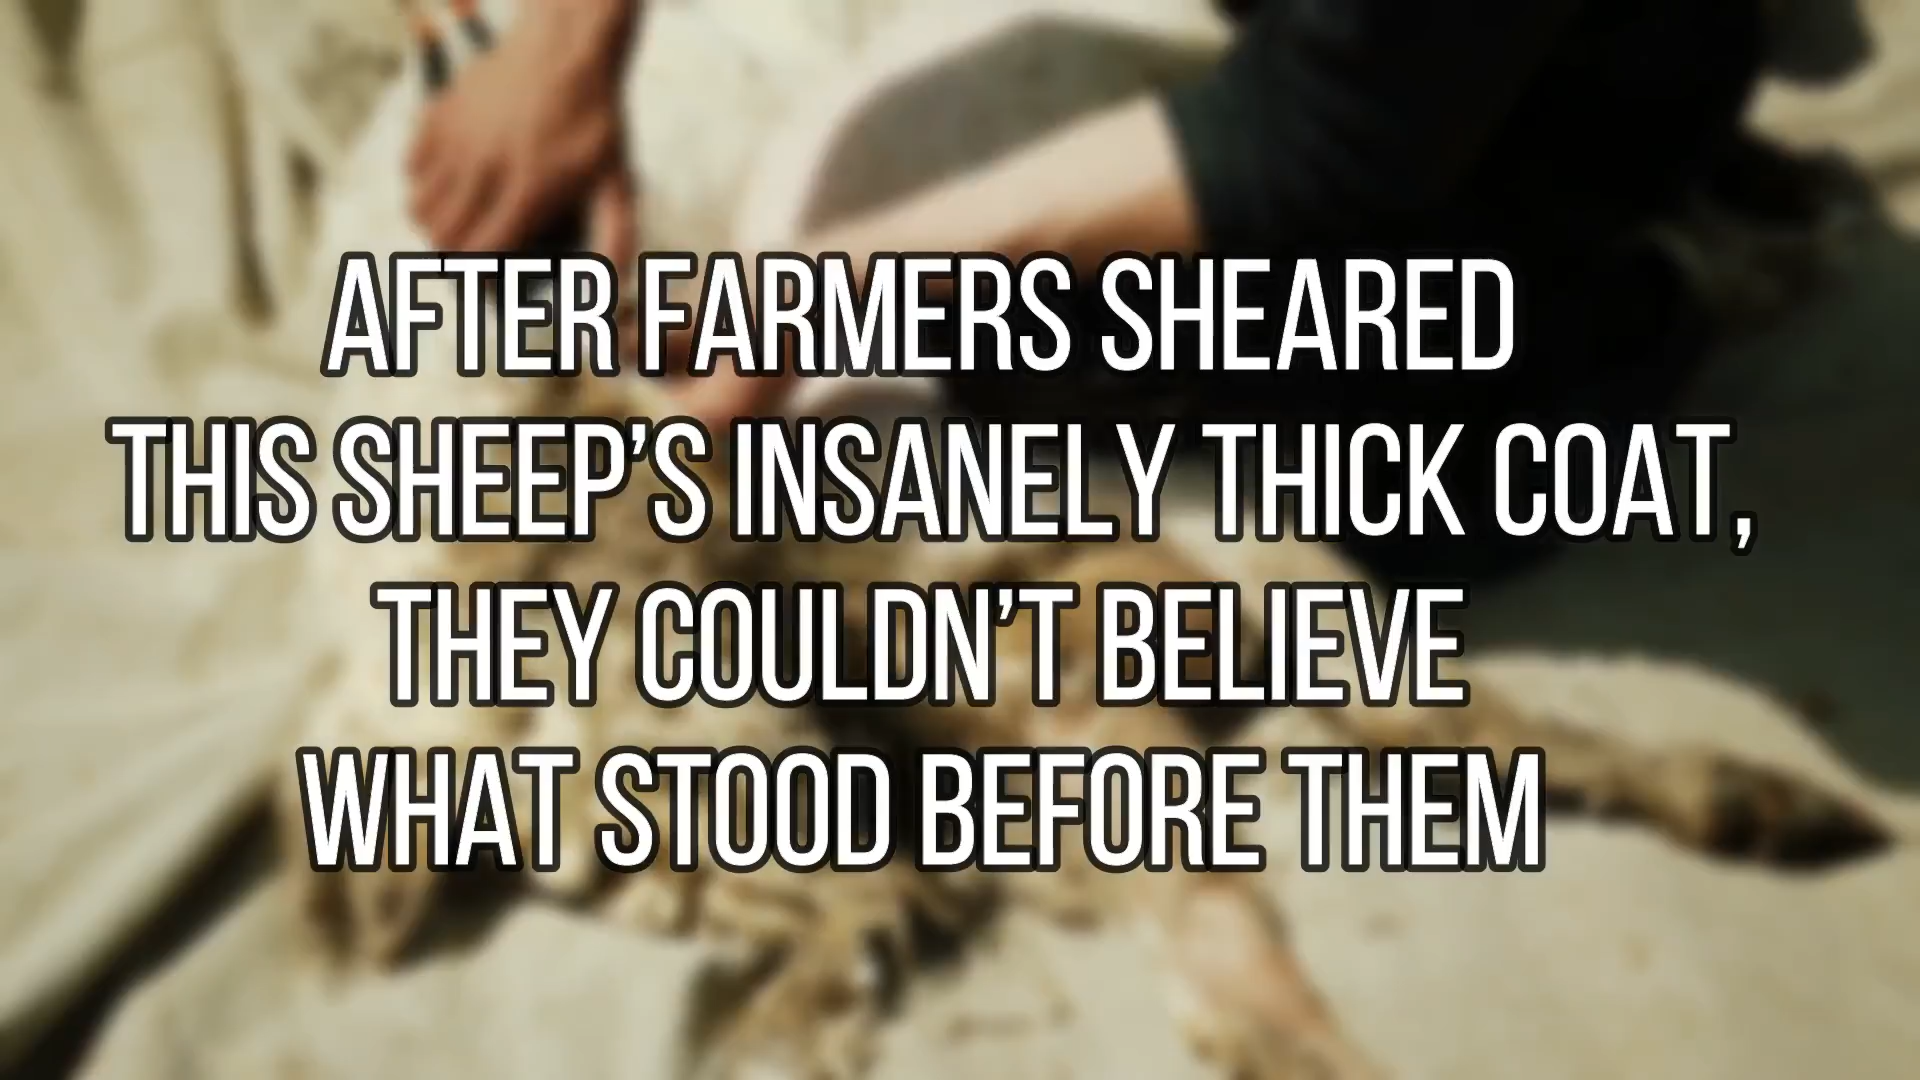 AFTER FARMERS SHEARED
THIS SHEEP’S INSANELY THICK COAT,
THEY COULDN’T BELIEVE
WHAT STOOD BEFORE THEM